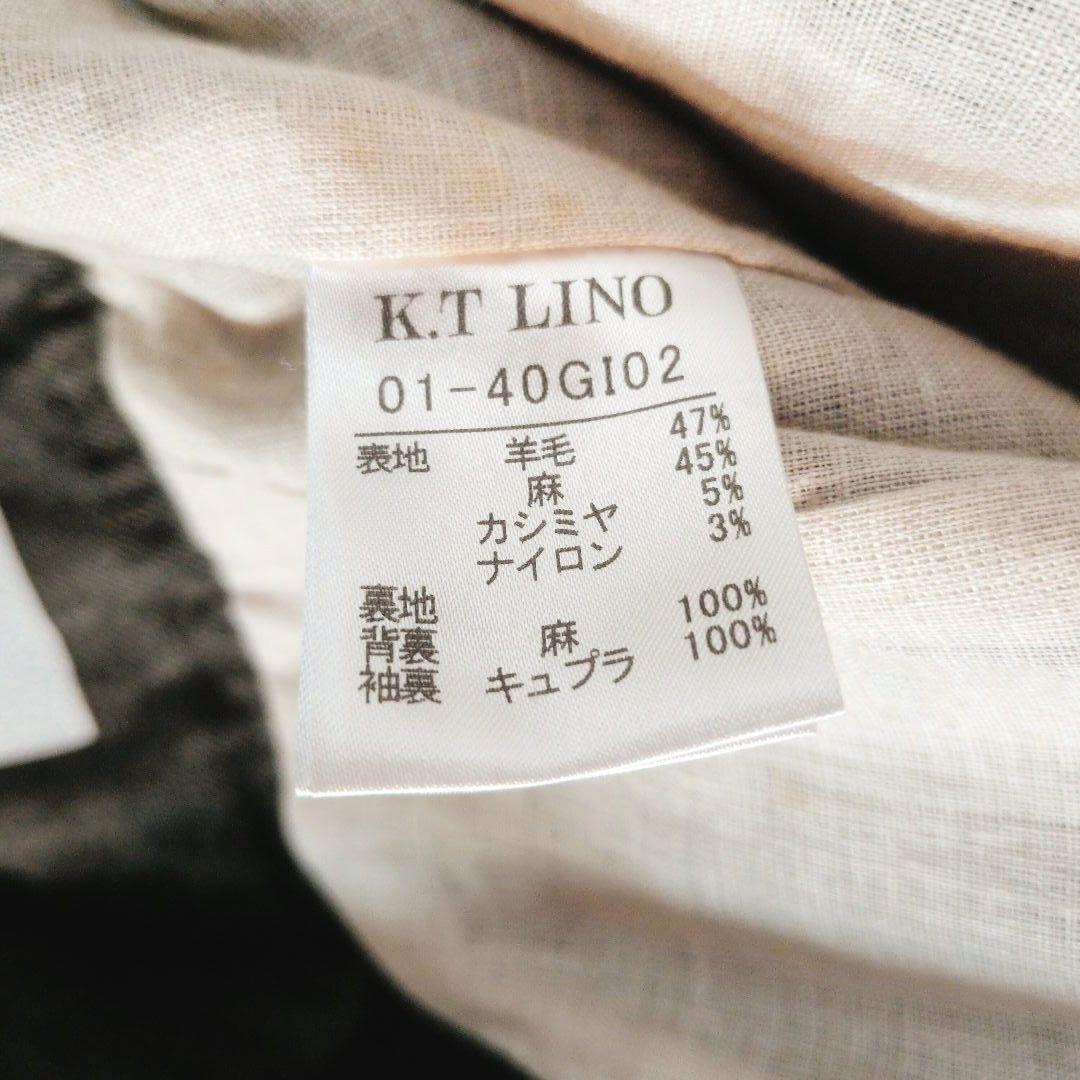 K.T LINO
01-40GI02
表地 羊毛 47%
麻 45%
カシミヤ 5%
ナイロン 3%
裏地
背裏 麻 100%
袖裏 キュプラ 100%